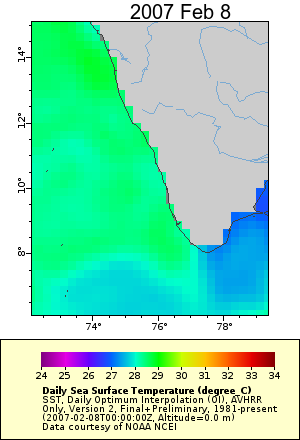 2007 Feb 8
14°
12°
10°
8°
74°
76°
78°
24 25 26 27 28 29 30 31 32 33 34
Daily Sea Surface Temperature (degree_C)
SST, Daily Optimum Interpolation (OI), AVHRR
Only, Version 2, Final+Preliminary, 1981-present
(2007-02-08T00:00:00Z, Altitude=0.0 m)
Data courtesy of NOAA NCEI